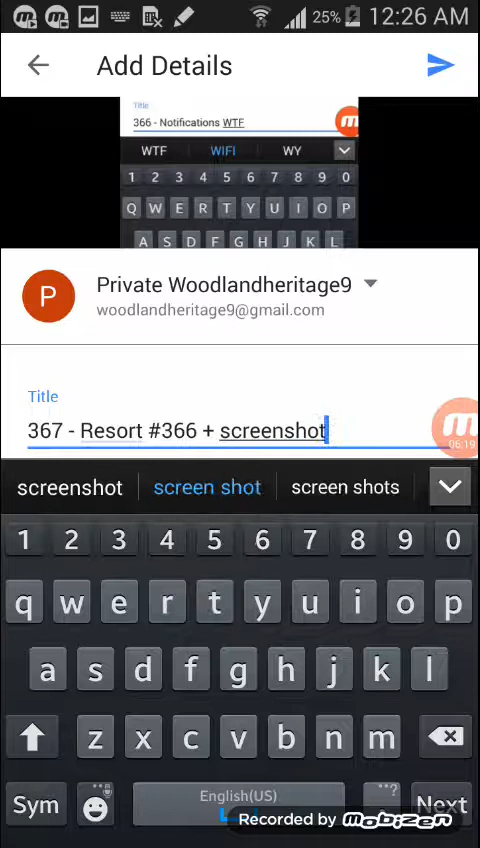 25% 12:26 AM
Add Details
Title
366 - Notifications WTF
WTF WIFI WY
1 2 3 4 5 6 7 8 9 0
Q W E R T Y U I O P
A S D F G H J K L
P Private Woodlandheritage9
woodlandheritage9@gmail.com
Title
367 - Resort #366 + screenshot
06:19
screenshot screen shot screen shots
1 2 3 4 5 6 7 8 9 0
q w e r t y u i o p
a s d f g h j k l
z x c v b n m
Sym English(US) ...? Next
Recorded by mobizen